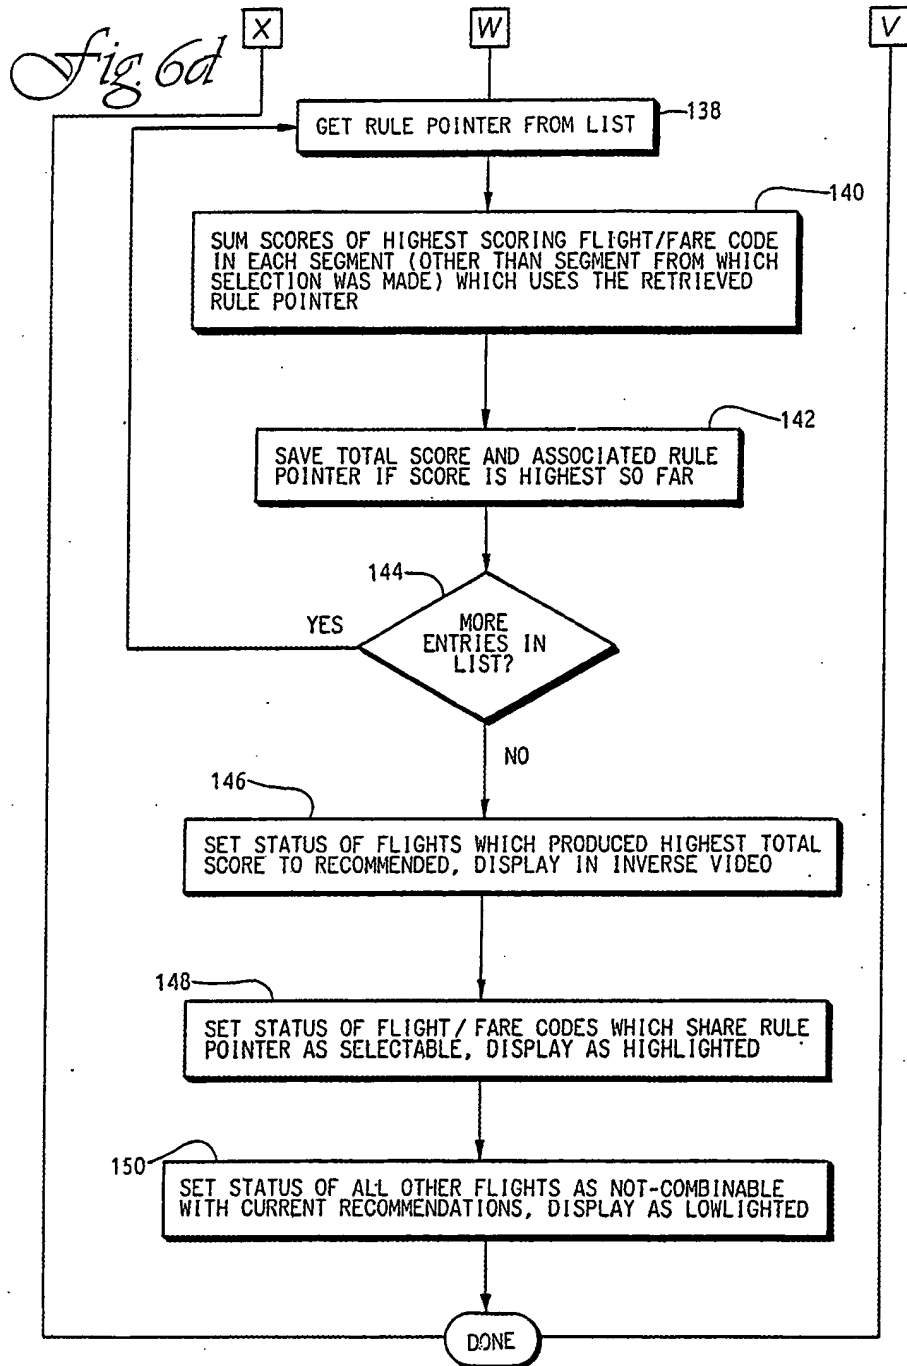 Fig. 6d
X
W
V
GET RULE POINTER FROM LIST
138
140
SUM SCORES OF HIGHEST SCORING FLIGHT/FARE CODE
IN EACH SEGMENT (OTHER THAN SEGMENT FROM WHICH
SELECTION WAS MADE) WHICH USES THE RETRIEVED
RULE POINTER
142
SAVE TOTAL SCORE AND ASSOCIATED RULE
POINTER IF SCORE IS HIGHEST SO FAR
144
YES
MORE
ENTRIES IN
LIST?
NO
146
SET STATUS OF FLIGHTS WHICH PRODUCED HIGHEST TOTAL
SCORE TO RECOMMENDED, DISPLAY IN INVERSE VIDEO
148
SET STATUS OF FLIGHT/FARE CODES WHICH SHARE RULE
POINTER AS SELECTABLE, DISPLAY AS HIGHLIGHTED
150
SET STATUS OF ALL OTHER FLIGHTS AS NOT-COMBINABLE
WITH CURRENT RECOMMENDATIONS, DISPLAY AS LOWLIGHTED
DONE